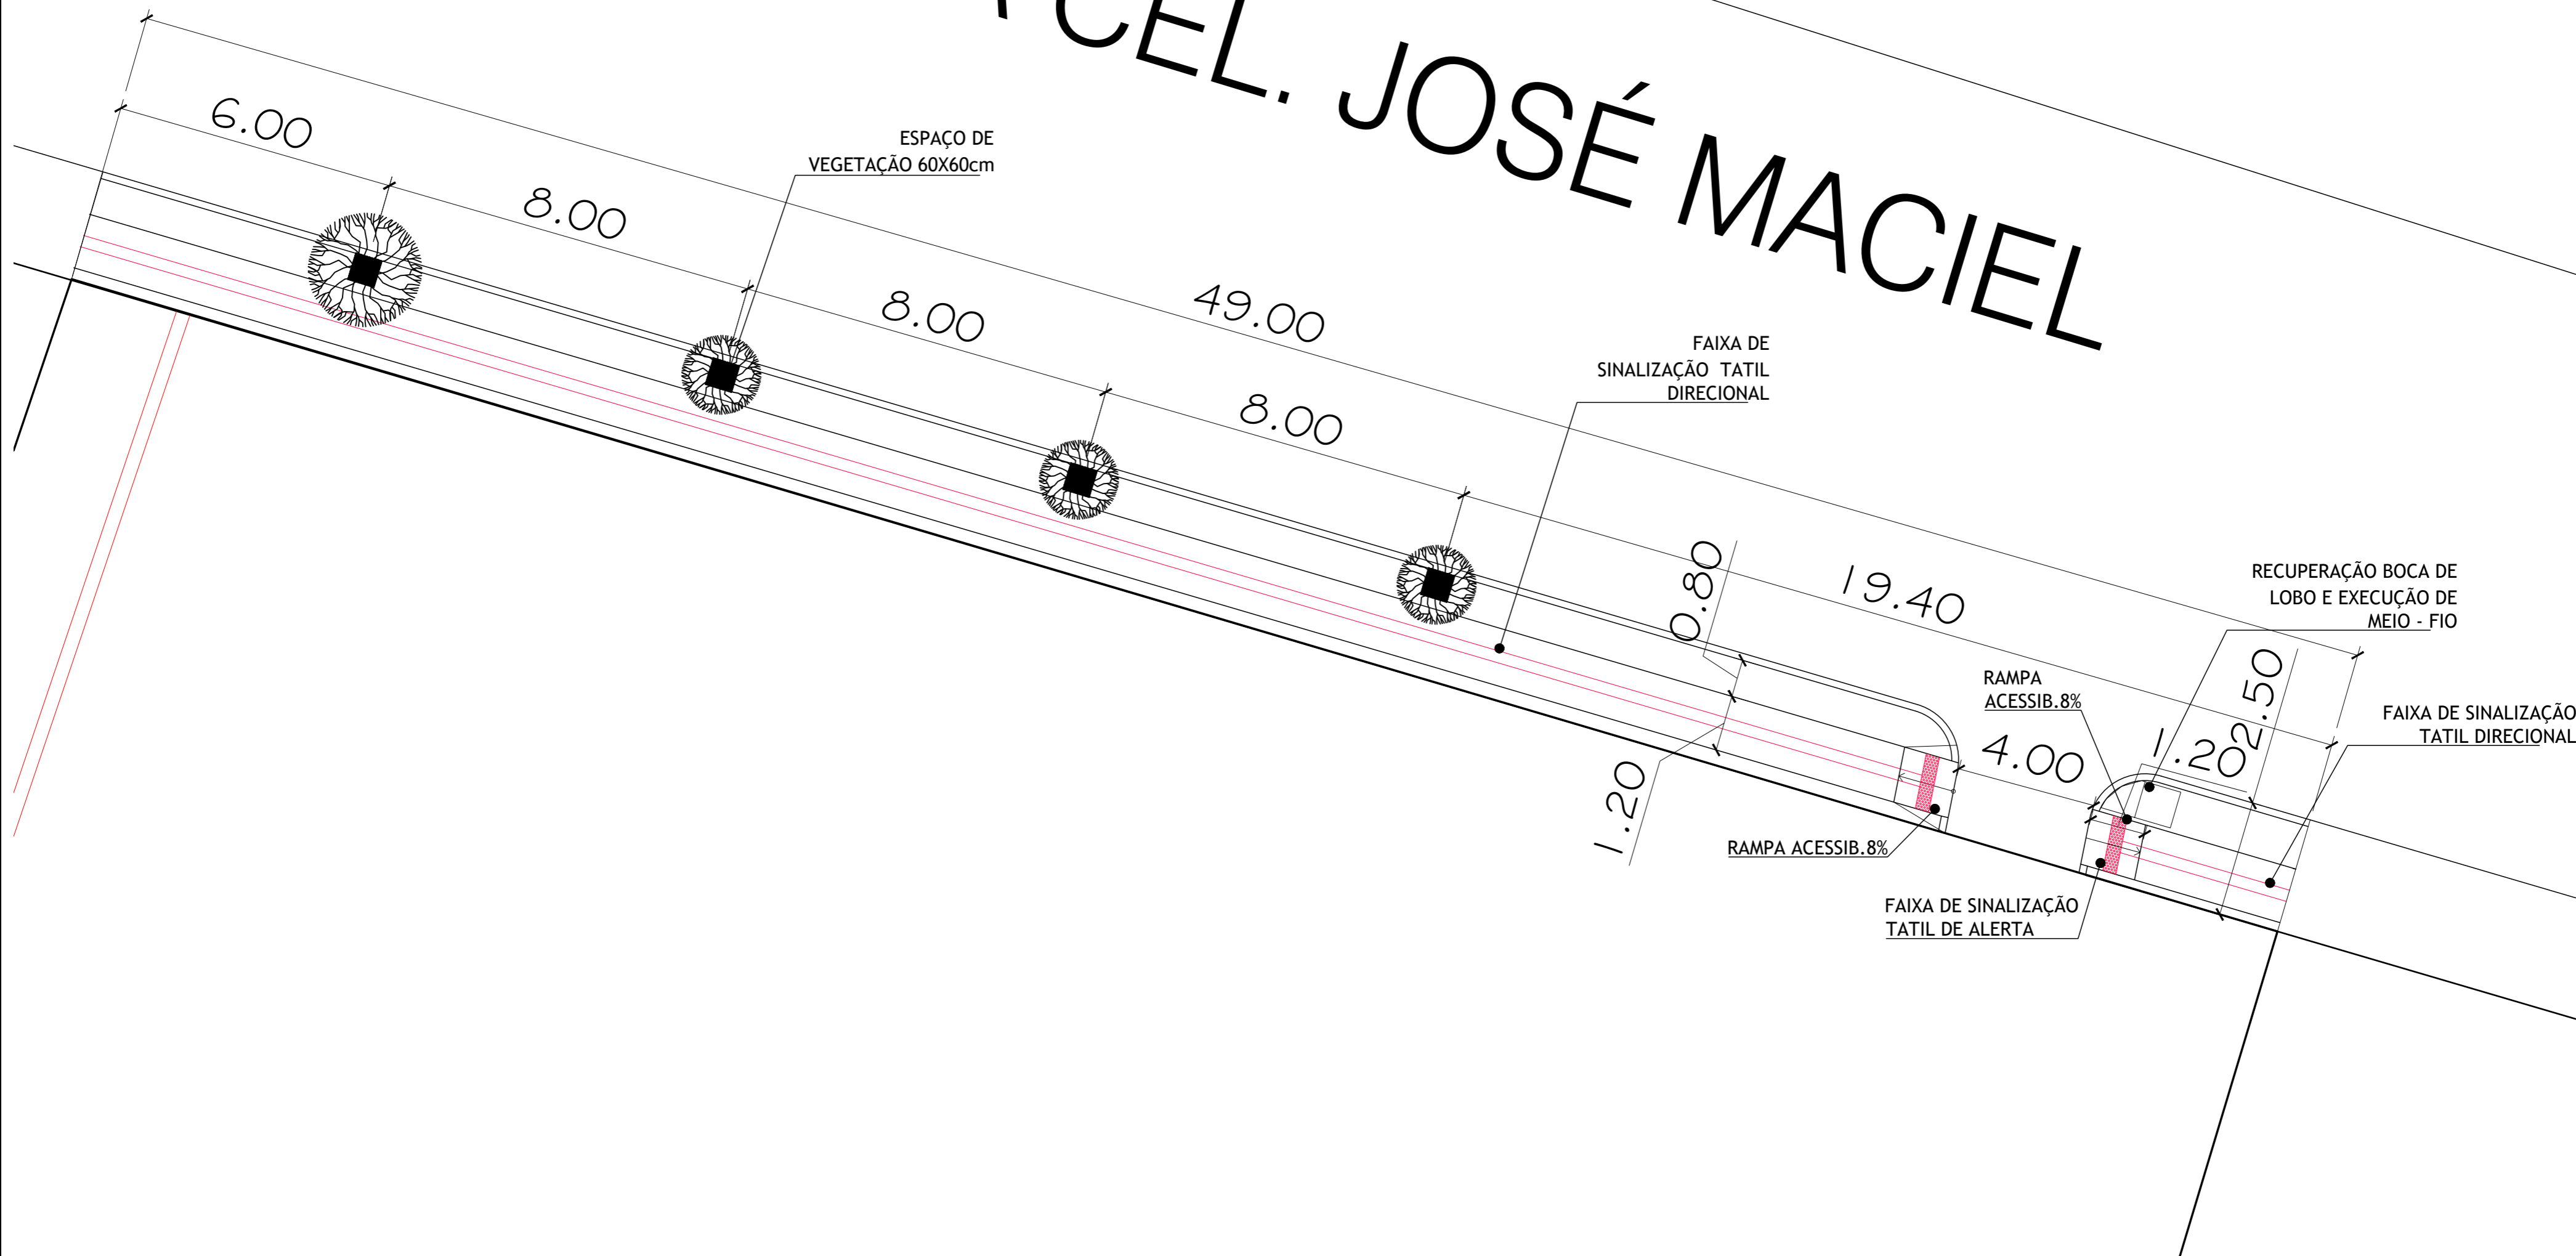 CEL. JOSÉ MACIEL
6.00
8.00
8.00
8.00
49.00
19.40
ESPAÇO DE
VEGETAÇÃO 60X60cm
FAIXA DE
SINALIZAÇÃO TATIL
DIRECIONAL
0.80
1.20
RECUPERAÇÃO BOCA DE
LOBO E EXECUÇÃO DE
MEIO - FIO
RAMPA
ACESSIB.8%
4.00
1.20
2.50
FAIXA DE SINALIZAÇÃO
TATIL DIRECIONAL
RAMPA ACESSIB.8%
FAIXA DE SINALIZAÇÃO
TATIL DE ALERTA